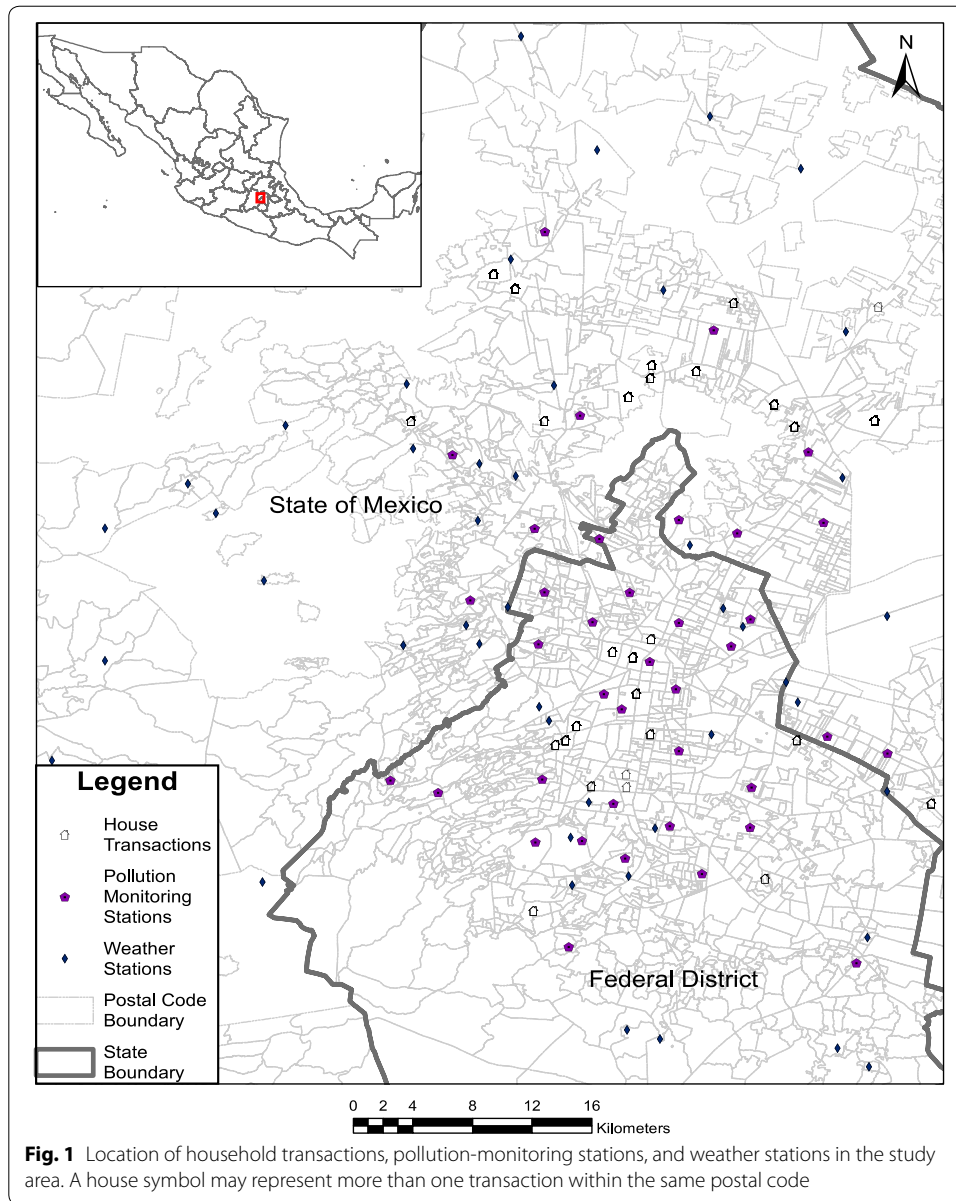 N
State of Mexico
Federal District
Legend
House
Transactions
Pollution
Monitoring
Stations
Weather
Stations
Postal Code
Boundary
State
Boundary
0 2 4 8 12 16
Kilometers
Fig. 1 Location of household transactions, pollution-monitoring stations, and weather stations in the study
area. A house symbol may represent more than one transaction within the same postal code